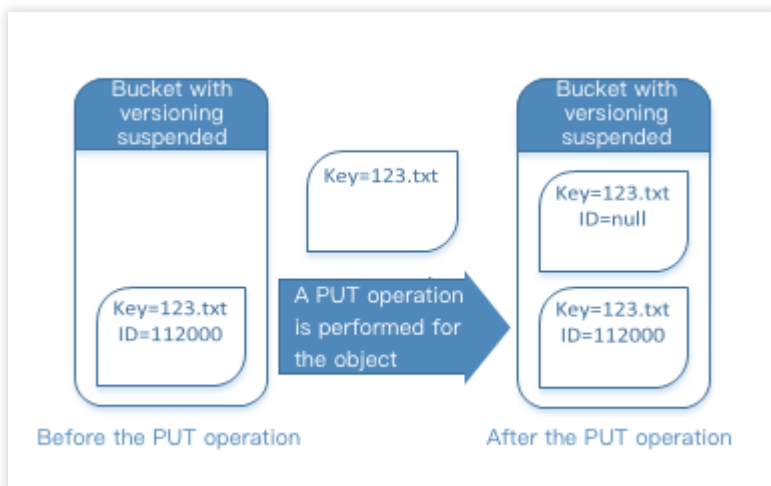 Bucket with
versioning
suspended
Key=123.txt
ID=112000
Before the PUT operation
Key=123.txt
A PUT operation
is performed for
the object
Bucket with
versioning
suspended
Key=123.txt
ID=null
Key=123.txt
ID=112000
After the PUT operation